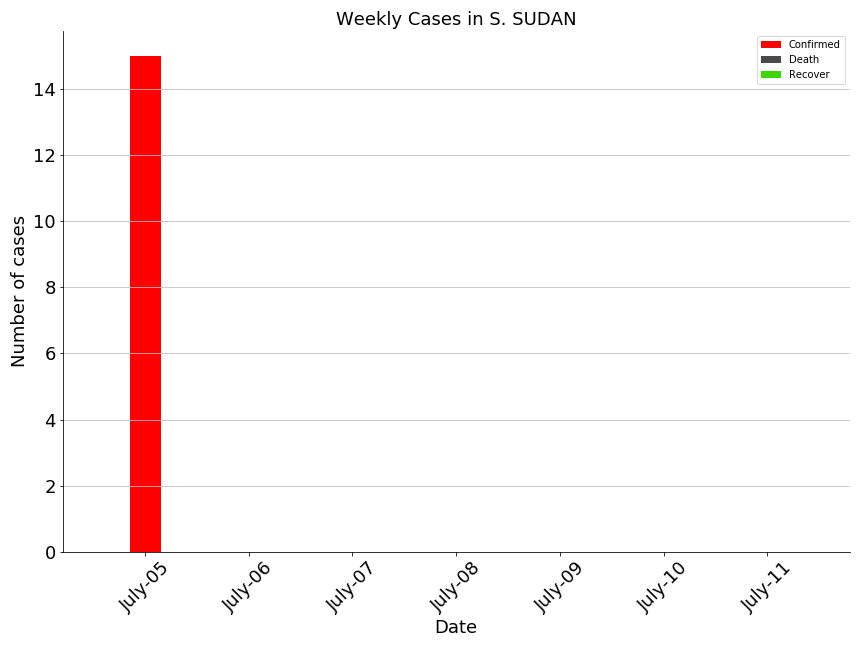 Weekly Cases in S. SUDAN
Confirmed
Death
Recover
Number of cases
14
12
10
8
6
4
2
0
July-05
July-06
July-07
July-08
July-09
July-10
July-11
Date